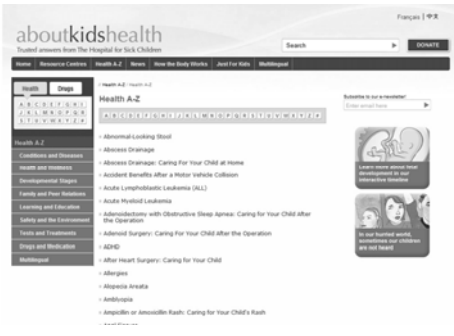 Français | 中文
aboutkidshealth
Trusted answers from The Hospital for Sick Children
Search
DONATE
Home Resource Centres Health A-Z News How the Body Works Just For Kids Multilingual
Health Drugs
A B C D E F G H I
J K L M N O P Q R
S T U V W X Y Z #
Health A-Z
Conditions and Diseases
Health and Wellness
Developmental Stages
Family and Peer Relations
Learning and Education
Safety and the Environment
Tests and Treatments
Drugs and Medication
Multilingual
Health A-Z Health A-Z
Health A-Z
A B C D E F G H I J K L M N O P Q R S T U V W X Y Z #
Abnormal-Looking Stool
Abscess Drainage
Abscess Drainage: Caring For Your Child at Home
Accident Benefits After a Motor Vehicle Collision
Acute Lymphoblastic Leukemia (ALL)
Acute Myeloid Leukemia
Adenoidectomy with Obstructive Sleep Apnea: Caring for Your Child After
the Operation
Adenoid Surgery: Caring For Your Child After the Operation
ADHD
After Heart Surgery: Caring for Your Child
Allergies
Alopecia Areata
Amblyopia
Ampicillin or Amoxicillin Rash: Caring for Your Child's Rash
Anal Fissure
Subscribe to our e-newsletter!
Enter email here
Learn more about fetal
development in our
interactive timeline
In our hurried world,
sometimes our children
are not heard